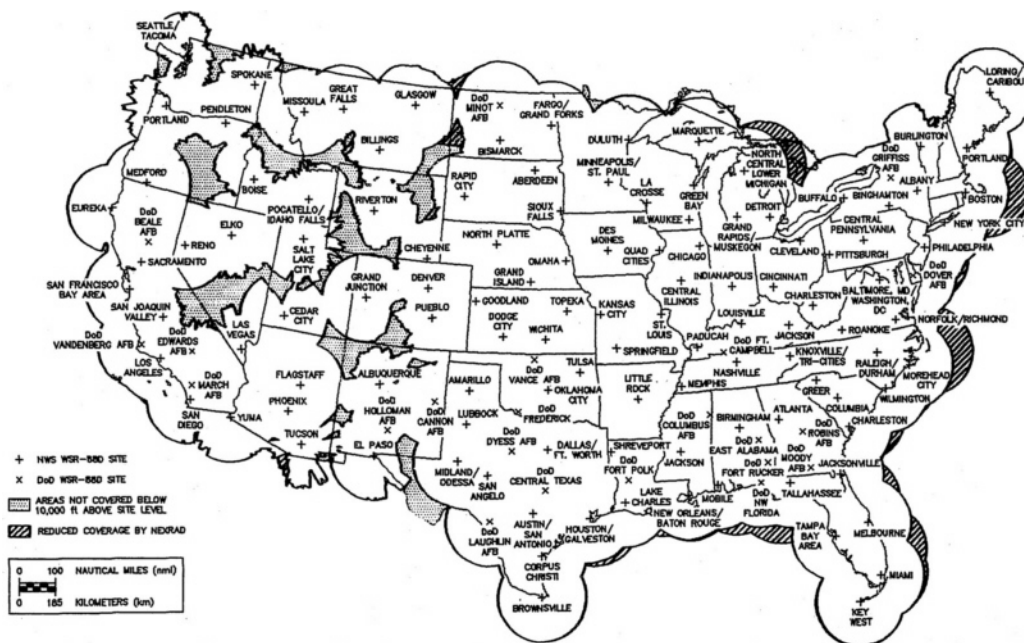 SEATTLE/
TACOMA
SPOKANE
PORTLAND
PENDLETON
MISSOULA
GREAT
FALLS
GLASGOW
BILLINGS
DoD
MINOT
AFB
BISMARCK
FARGO/
GRAND FORKS
DULUTH
MARQUETTE
MINNEAPOLIS/
ST. PAUL
LA
CROSSE
GREEN
BAY
NORTH
CENTRAL
LOWER
MICHIGAN
BURLINGTON
DoD
GRIFFISS
AFB
LORING/
CARIBOU
PORTLAND
MEDFORD
BOISE
POCATELLO/
IDAHO FALLS
RIVERTON
RAPID
CITY
ABERDEEN
SIOUX
FALLS
MILWAUKEE
GRAND
RAPIDS/
MUSKEGON
DETROIT
BUFFALO
BINGHAMTON
ALBANY
BOSTON
NEW YORK CITY
EUREKA
DoD
BEALE
AFB
RENO
ELKO
SALT
LAKE
CITY
CHEYENNE
NORTH PLATTE
OMAHA
DES
MOINES
QUAD
CITIES
CHICAGO
CLEVELAND
CENTRAL
PENNSYLVANIA
PITTSBURGH
PHILADELPHIA
DoD
DOVER
AFB
SACRAMENTO
SAN FRANCISCO
BAY AREA
SAN JOAQUIN
VALLEY
GRAND
JUNCTION
DENVER
PUEBLO
GRAND
ISLAND
GOODLAND
DODGE
CITY
TOPEKA
WICHITA
KANSAS
CITY
CENTRAL
ILLINOIS
ST.
LOUIS
INDIANAPOLIS
CINCINNATI
CHARLESTON
BALTIMORE, MD
WASHINGTON,
DC
NORFOLK/RICHMOND
DoD
VANDENBERG AFB
DoD
EDWARDS
AFB
LAS
VEGAS
CEDAR
CITY
SPRINGFIELD
PADUCAH
LOUISVILLE
DoD FT.
CAMPBELL
NASHVILLE
JACKSON
KNOXVILLE/
TRI-CITIES
ROANOKE
RALEIGH/
DURHAM
MOREHEAD
CITY
WILMINGTON
LOS
ANGELES
DoD
MARCH
AFB
SAN
DIEGO
YUMA
FLAGSTAFF
PHOENIX
TUCSON
ALBUQUERQUE
DoD
HOLLOMAN
AFB
EL PASO
DoD
CANNON
AFB
AMARILLO
LUBBOCK
DoD
VANCE AFB
TULSA
OKLAHOMA
CITY
DoD
FREDERICK
DoD
DYESS AFB
DALLAS/
FT. WORTH
LITTLE
ROCK
MEMPHIS
DoD
COLUMBUS
AFB
BIRMINGHAM
ATLANTA
GREER
COLUMBIA
CHARLESTON
DoD
ROBINS
AFB
DoD
EAST ALABAMA
DoD
MOODY
AFB
DoD
FORT RUCKER
JACKSONVILLE
SHREVEPORT
DoD
FORT POLK
JACKSON
MIDLAND/
ODESSA
SAN
ANGELO
DoD
CENTRAL
TEXAS
LAKE
CHARLES
NEW ORLEANS/
BATON ROUGE
MOBILE
DoD
NW
FLORIDA
TALLAHASSEE
DoD
LAUGHLIN
AFB
AUSTIN/
SAN
ANTONIO
HOUSTON/
GALVESTON
CORPUS
CHRISTI
BROWNSVILLE
TAMPA
BAY
AREA
MELBOURNE
MIAMI
KEY
WEST
+ NWS WSR-88D SITE
× DoD WSR-88D SITE
AREAS NOT COVERED BELOW
10,000 ft ABOVE SITE LEVEL
REDUCED COVERAGE BY NEXRAD
0 100 NAUTICAL MILES (nmi)
0 185 KILOMETERS (km)